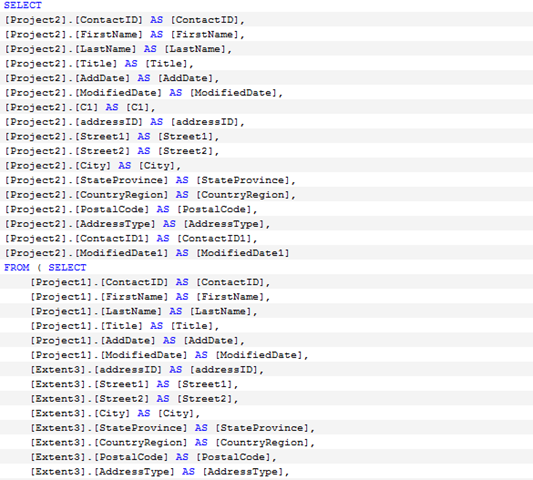 SELECT
[Project2].[ContactID] AS [ContactID],
[Project2].[FirstName] AS [FirstName],
[Project2].[LastName] AS [LastName],
[Project2].[Title] AS [Title],
[Project2].[AddDate] AS [AddDate],
[Project2].[ModifiedDate] AS [ModifiedDate],
[Project2].[C1] AS [C1],
[Project2].[addressID] AS [addressID],
[Project2].[Street1] AS [Street1],
[Project2].[Street2] AS [Street2],
[Project2].[City] AS [City],
[Project2].[StateProvince] AS [StateProvince],
[Project2].[CountryRegion] AS [CountryRegion],
[Project2].[PostalCode] AS [PostalCode],
[Project2].[AddressType] AS [AddressType],
[Project2].[ContactID1] AS [ContactID1],
[Project2].[ModifiedDate1] AS [ModifiedDate1]
FROM ( SELECT
[Project1].[ContactID] AS [ContactID],
[Project1].[FirstName] AS [FirstName],
[Project1].[LastName] AS [LastName],
[Project1].[Title] AS [Title],
[Project1].[AddDate] AS [AddDate],
[Project1].[ModifiedDate] AS [ModifiedDate],
[Extent3].[addressID] AS [addressID],
[Extent3].[Street1] AS [Street1],
[Extent3].[Street2] AS [Street2],
[Extent3].[City] AS [City],
[Extent3].[StateProvince] AS [StateProvince],
[Extent3].[CountryRegion] AS [CountryRegion],
[Extent3].[PostalCode] AS [PostalCode],
[Extent3].[AddressType] AS [AddressType],